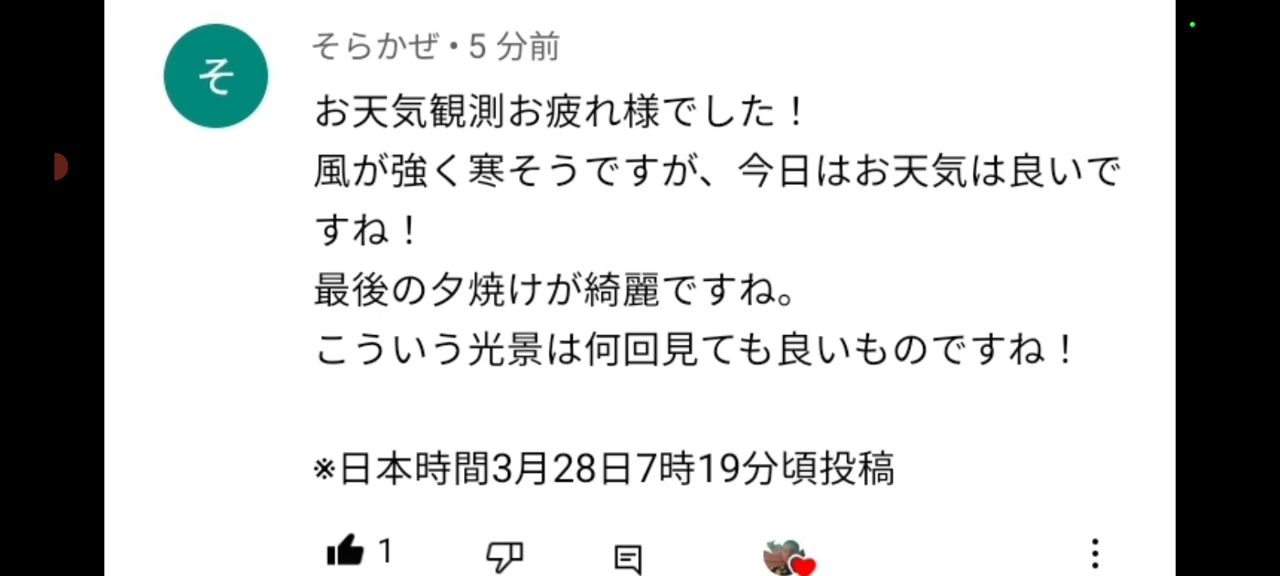 そ
そらかぜ • 5 分前
お天気観測お疲れ様でした！
風が強く寒そうですが、今日はお天気は良いで
すね！
最後の夕焼けが綺麗ですね。
こういう光景は何回見ても良いものですね！
※日本時間3月28日7時19分頃投稿
1